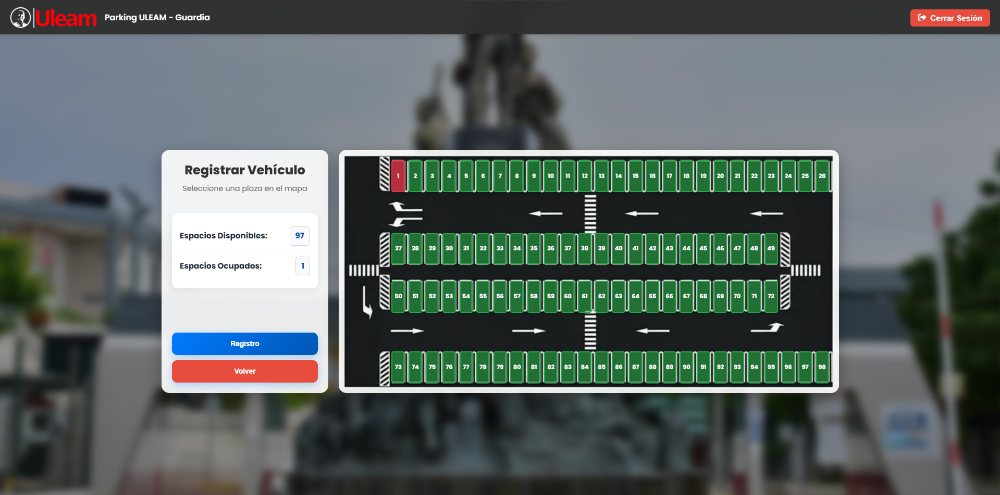 Uleam Parking ULEAM - Guardia
Cerrar Sesión
Registrar Vehículo
Seleccione una plaza en el mapa
Espacios Disponibles: 97
Espacios Ocupados: 1
Registro
Volver
1 2 3 4 5 6 7 8 9 10 11 12 13 14 15 16 17 18 19 20 21 22 23 24 25 26
27 28 29 30 31 32 33 34 35 36 37 38 39 40 41 42 43 44 45 46 47 48 49
50 51 52 53 54 55 56 57 58 59 60 61 62 63 64 65 66 67 68 69 70 71 72
73 74 75 76 77 78 79 80 81 82 83 84 85 86 87 88 89 90 91 92 93 94 95 96 97 98